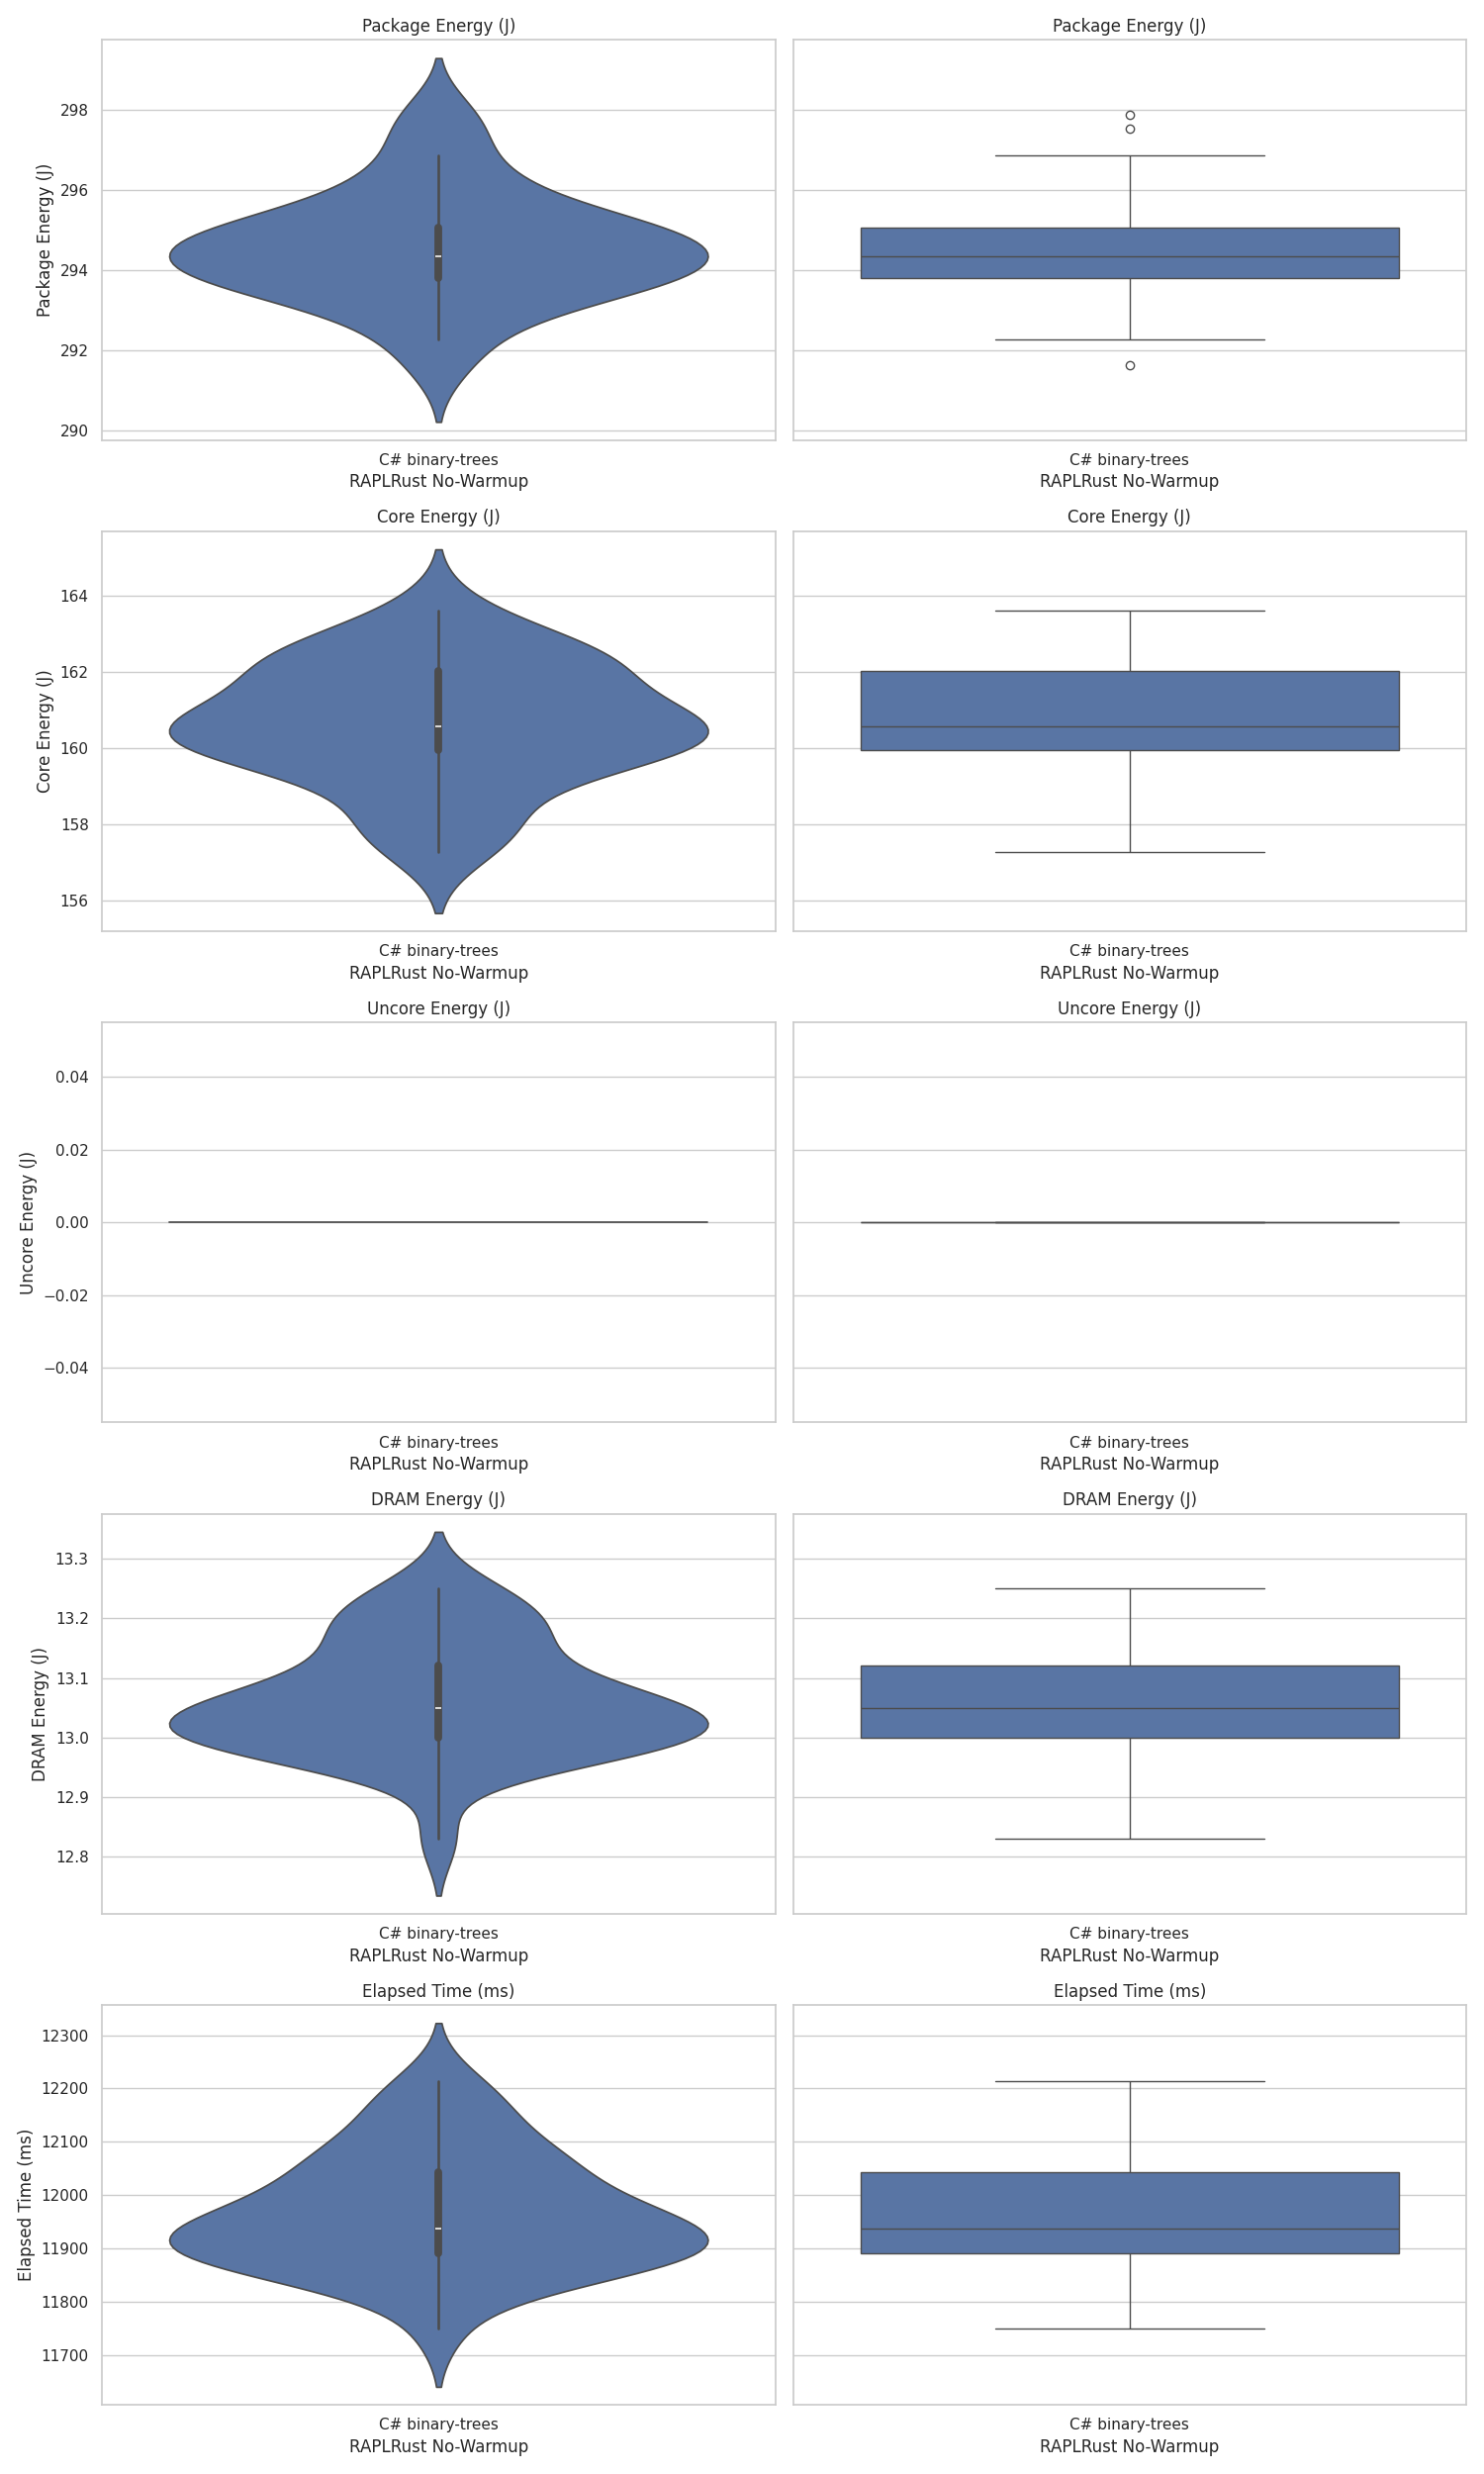 Package Energy (J)
Package Energy (J)
Package Energy (J)
298
296
294
292
290
C# binary-trees
C# binary-trees
RAPLRust No-Warmup
RAPLRust No-Warmup
Core Energy (J)
Core Energy (J)
Core Energy (J)
164
162
160
158
156
C# binary-trees
C# binary-trees
RAPLRust No-Warmup
RAPLRust No-Warmup
Uncore Energy (J)
Uncore Energy (J)
Uncore Energy (J)
0.04
0.02
0.00
−0.02
−0.04
C# binary-trees
C# binary-trees
RAPLRust No-Warmup
RAPLRust No-Warmup
DRAM Energy (J)
DRAM Energy (J)
DRAM Energy (J)
13.3
13.2
13.1
13.0
12.9
12.8
C# binary-trees
C# binary-trees
RAPLRust No-Warmup
RAPLRust No-Warmup
Elapsed Time (ms)
Elapsed Time (ms)
Elapsed Time (ms)
12300
12200
12100
12000
11900
11800
11700
C# binary-trees
C# binary-trees
RAPLRust No-Warmup
RAPLRust No-Warmup